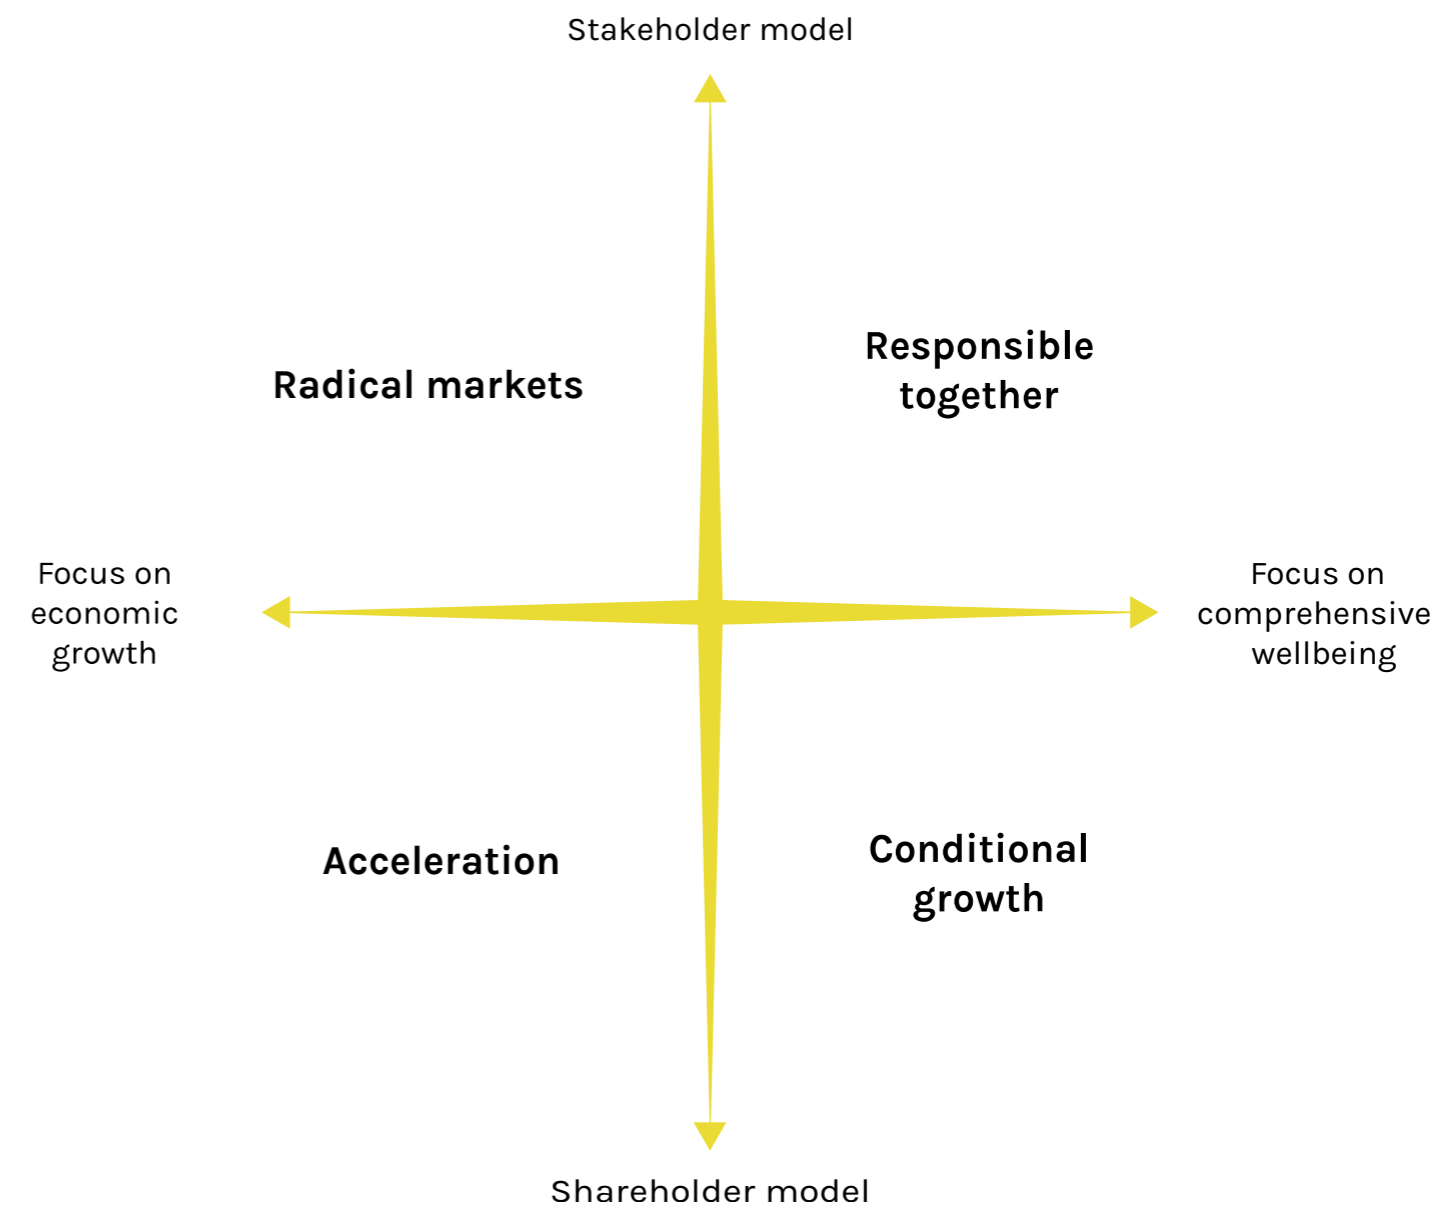 Stakeholder model
Radical markets
Responsible
together
Focus on
economic
growth
Focus on
comprehensive
wellbeing
Acceleration
Conditional
growth
Shareholder model